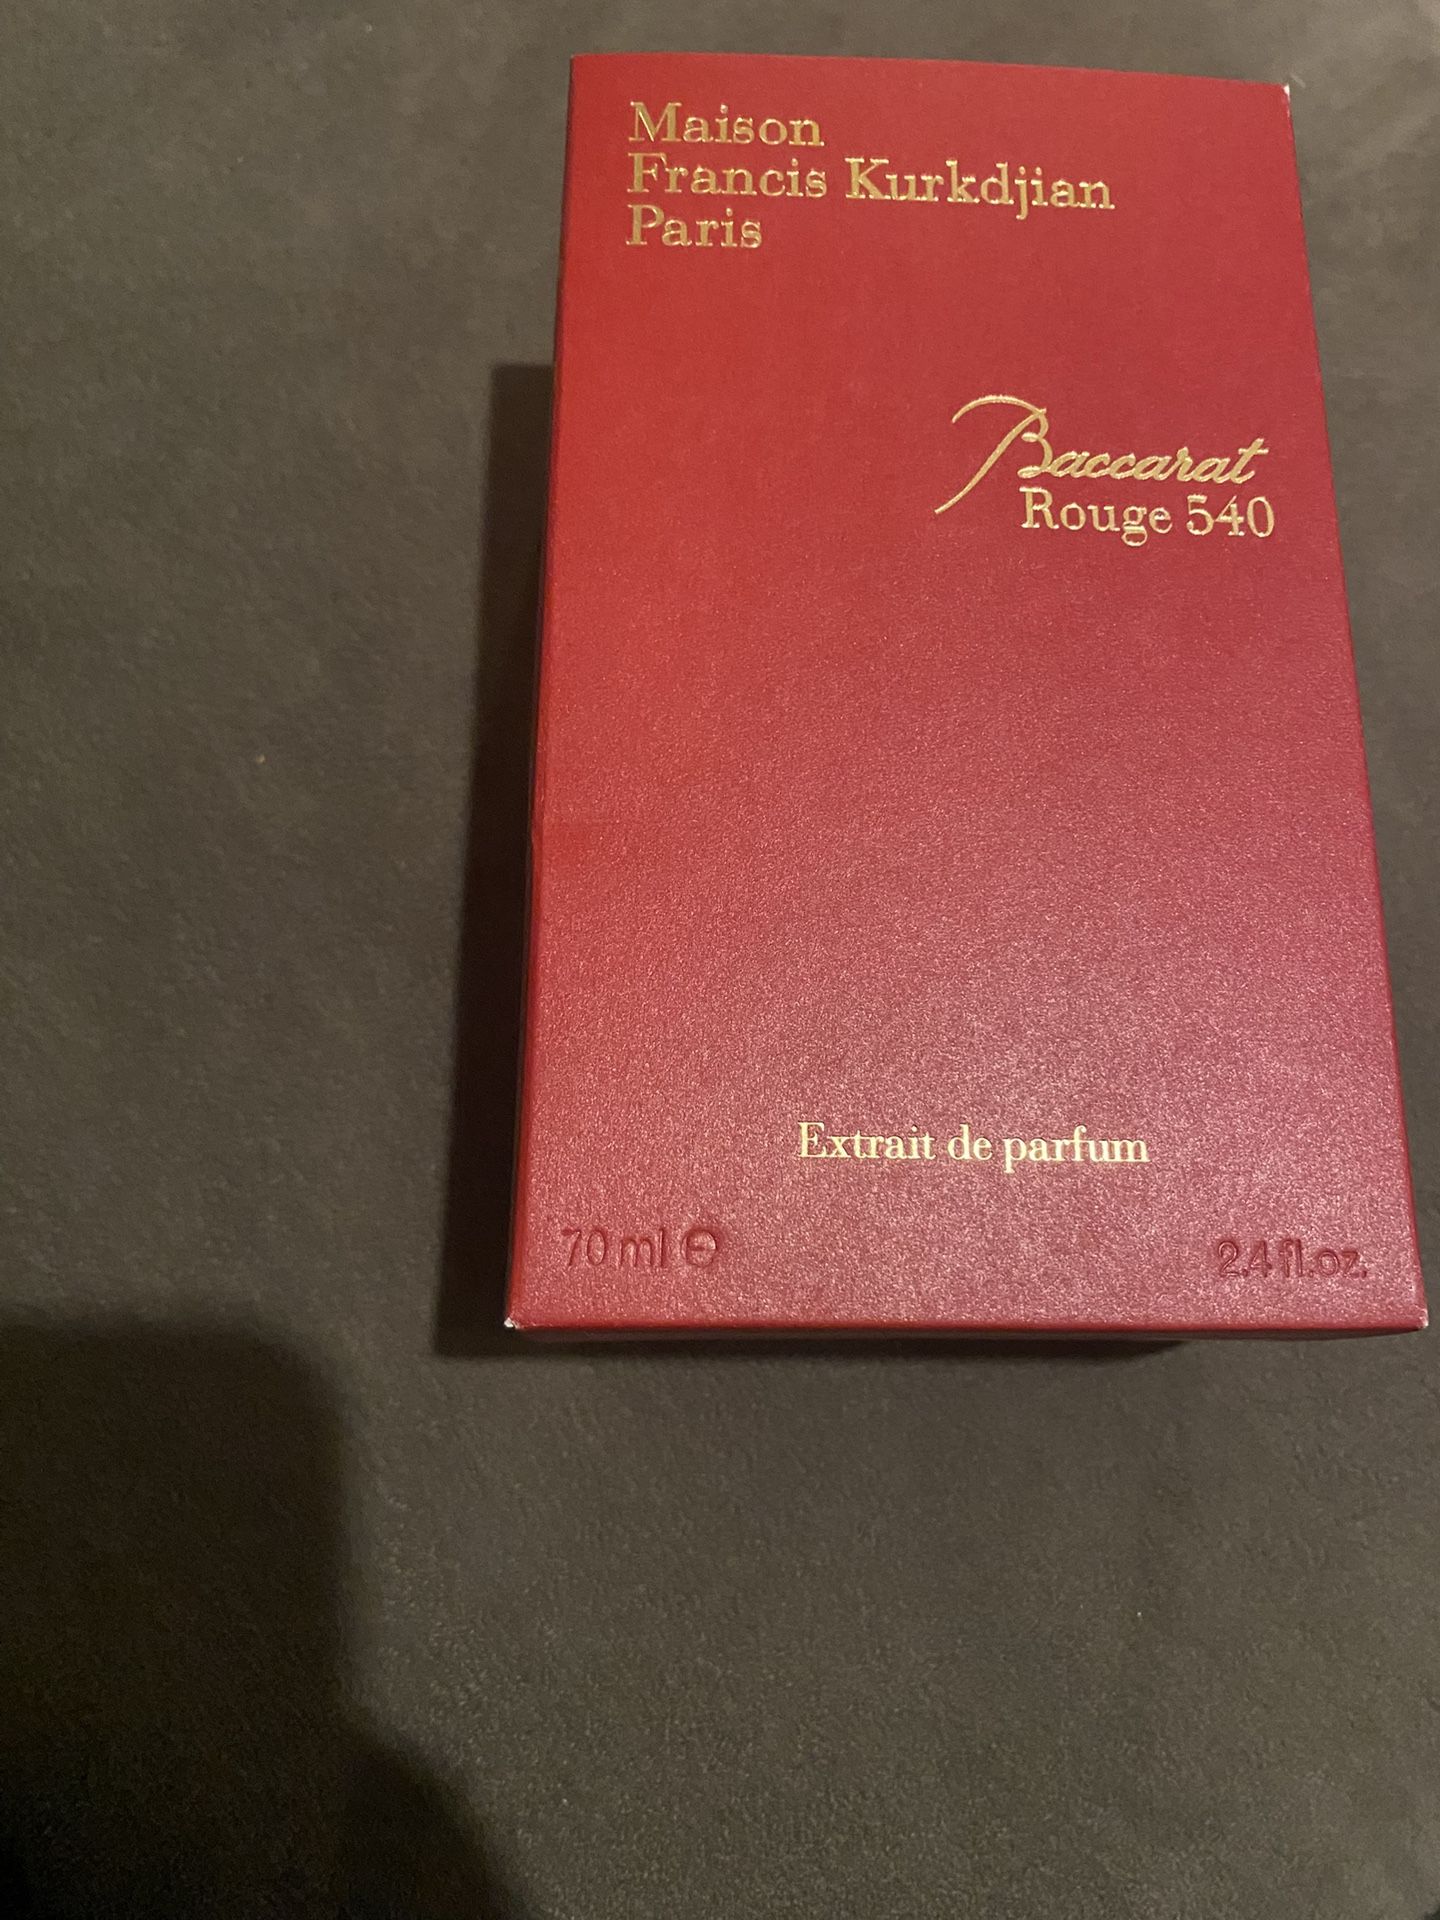 Maison
Francis Kurkdjian
Paris
Baccarat
Rouge 540
Extrait de parfum
70 ml ℮ 2.4 fl.oz.